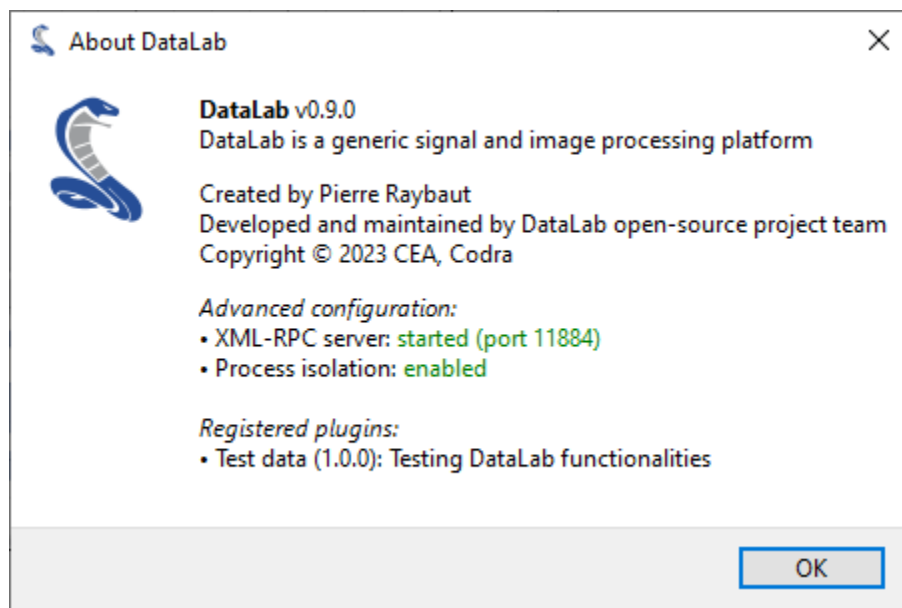 About DataLab
DataLab v0.9.0
DataLab is a generic signal and image processing platform
Created by Pierre Raybaut
Developed and maintained by DataLab open-source project team
Copyright © 2023 CEA, Codra
Advanced configuration:
• XML-RPC server: started (port 11884)
• Process isolation: enabled
Registered plugins:
• Test data (1.0.0): Testing DataLab functionalities
OK